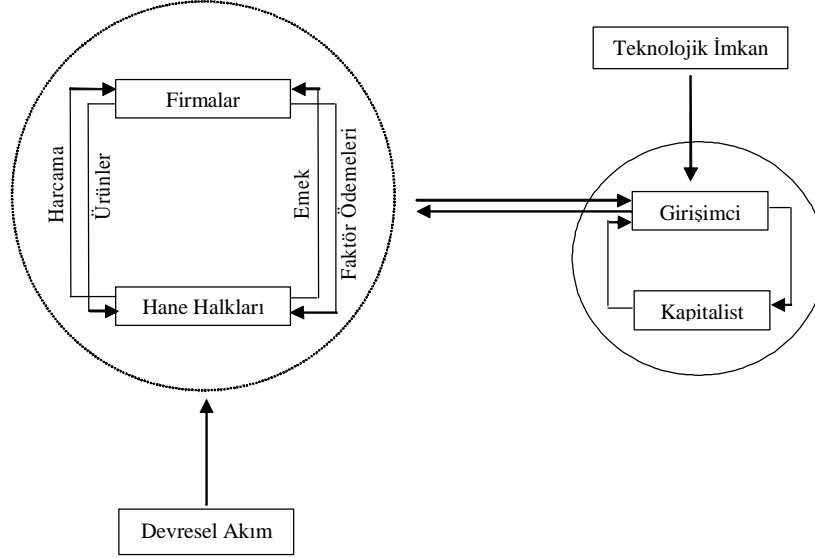 Teknolojik İmkan
Firmalar
Harcama
Ürünler
Emek
Faktör Ödemeleri
Girişimci
Hane Halkları
Kapitalist
Devresel Akım